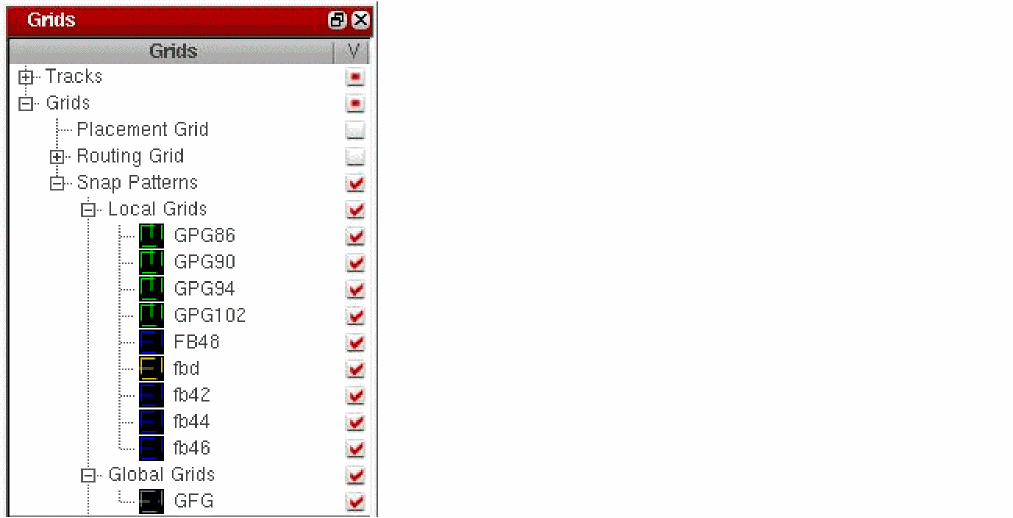 Grids
Grids V
Tracks
Grids
Placement Grid
Routing Grid
Snap Patterns
Local Grids
GPG86
GPG90
GPG94
GPG102
FB48
fbd
fb42
fb44
fb46
Global Grids
GFG